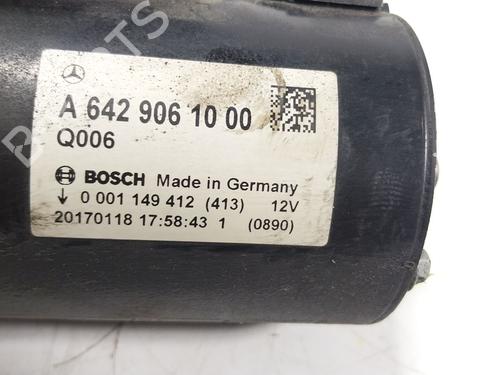 A 642 906 10 00
Q006
BOSCH Made in Germany
↓ 0 001 149 412 (413) 12V
20170118 17:58:43 1 (0890)